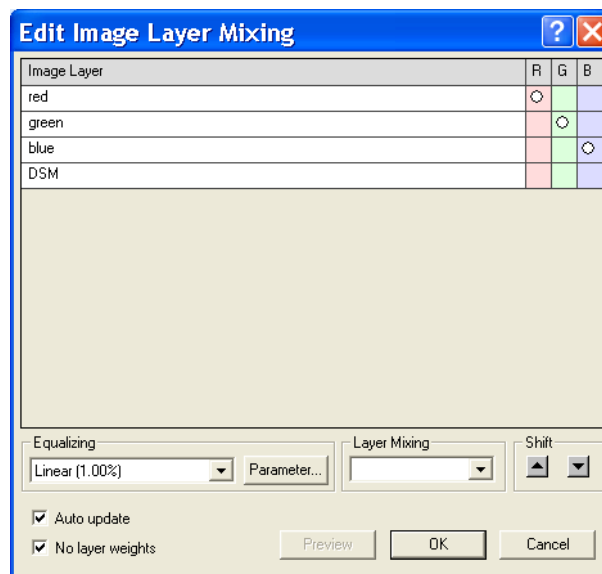 Edit Image Layer Mixing ?
Image Layer R G B
red
green
blue
DSM
Equalizing Layer Mixing Shift
Linear (1.00%) Parameter...
Auto update
No layer weights Preview OK Cancel